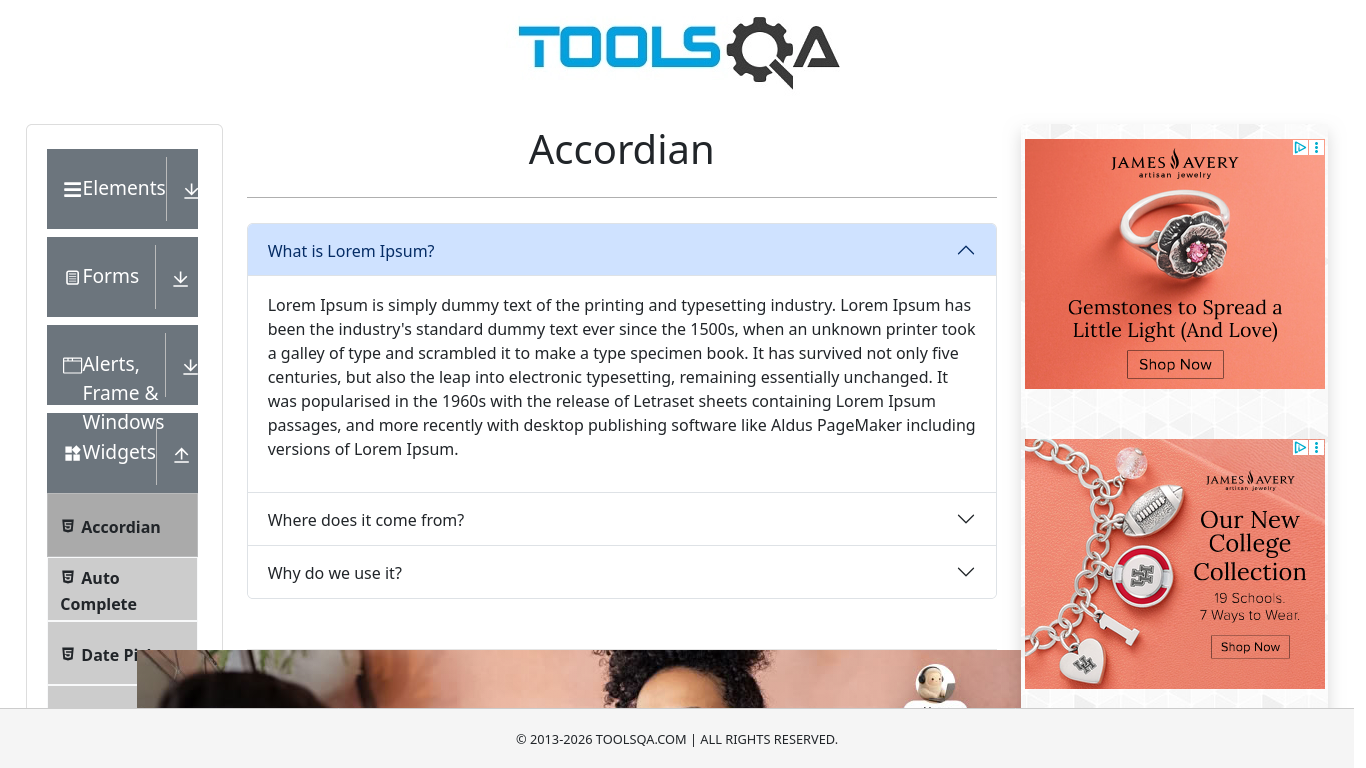 TOOLSQA
Elements
Forms
Alerts,
Frame &
Windows
Widgets
Accordian
Auto
Complete
Accordian
What is Lorem Ipsum?
Lorem Ipsum is simply dummy text of the printing and typesetting industry. Lorem Ipsum has
been the industry's standard dummy text ever since the 1500s, when an unknown printer took
a galley of type and scrambled it to make a type specimen book. It has survived not only five
centuries, but also the leap into electronic typesetting, remaining essentially unchanged. It
was popularised in the 1960s with the release of Letraset sheets containing Lorem Ipsum
passages, and more recently with desktop publishing software like Aldus PageMaker including
versions of Lorem Ipsum.
Where does it come from?
Why do we use it?
JAMES AVERY
artisan jewelry
Gemstones to Spread a
Little Light (And Love)
Shop Now
JAMES AVERY
artisan jewelry
Our New
College
Collection
19 Schools.
7 Ways to Wear.
Shop Now
Date
© 2013-2026 TOOLSQA.COM | ALL RIGHTS RESERVED.